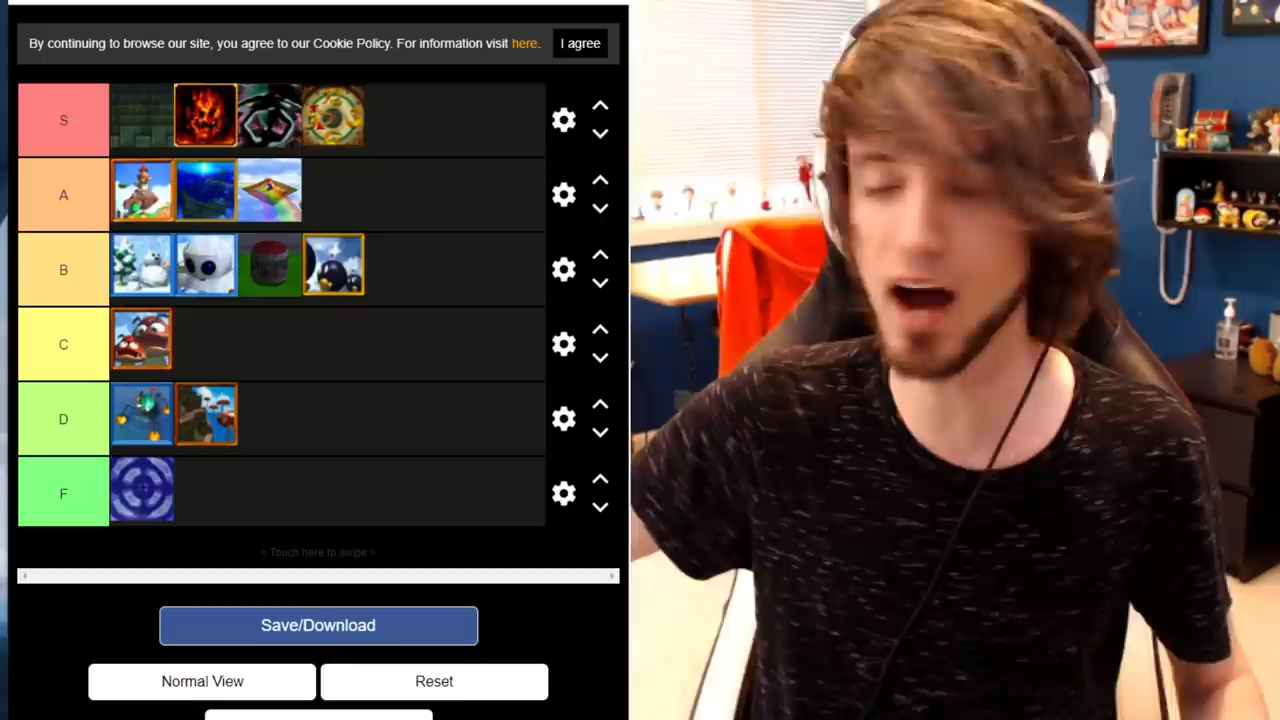 By continuing to browse our site, you agree to our Cookie Policy. For information visit here.
I agree
S
A
B
C
D
F
< Touch here to swipe >
Save/Download
Normal View
Reset